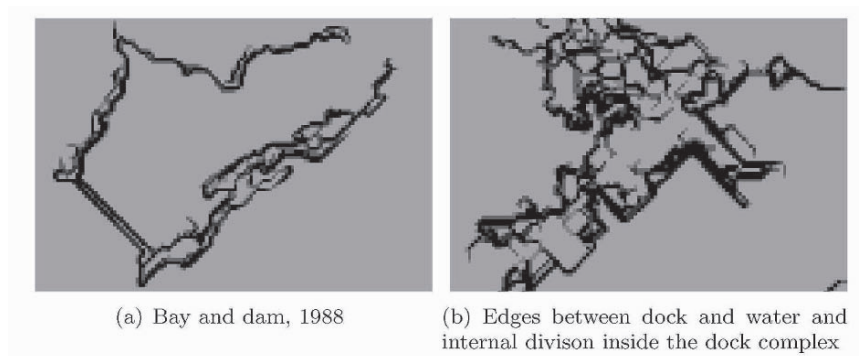 (a) Bay and dam, 1988
(b) Edges between dock and water and
internal divison inside the dock complex